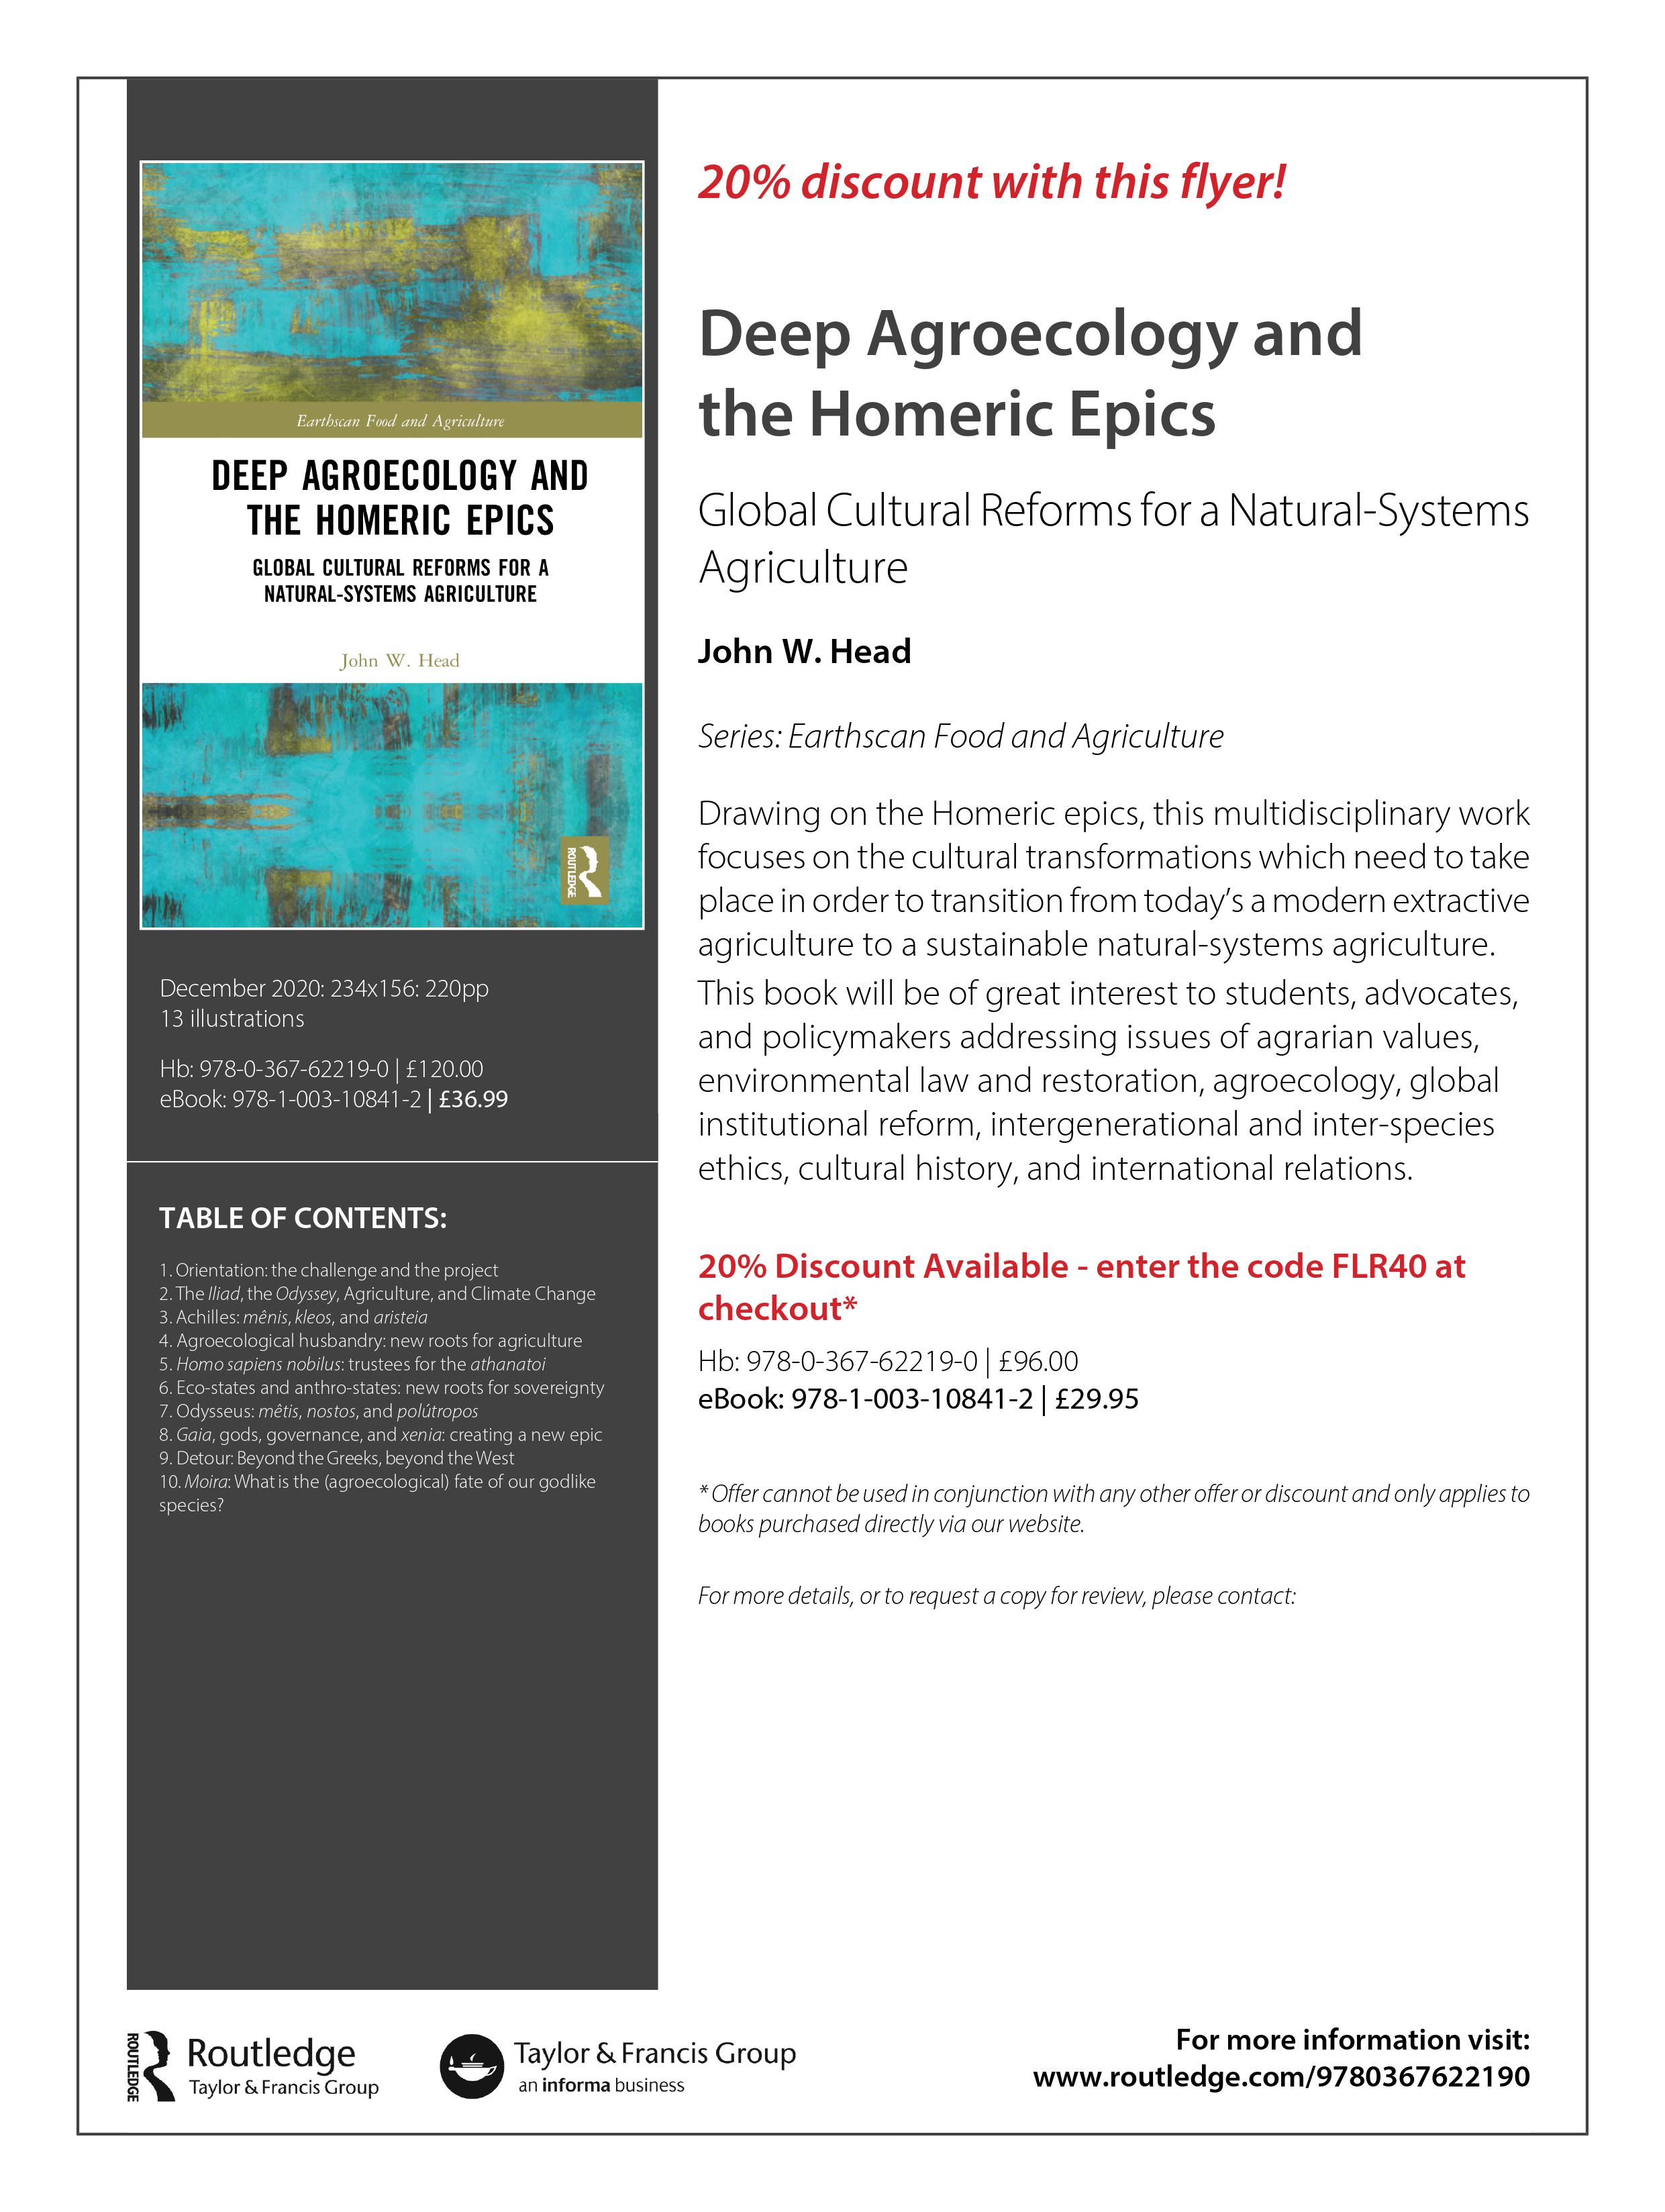 Earthscan Food and Agriculture
DEEP AGROECOLOGY AND
THE HOMERIC EPICS
GLOBAL CULTURAL REFORMS FOR A
NATURAL-SYSTEMS AGRICULTURE
John W. Head
ROUTLEDGE
December 2020: 234x156: 220pp
13 illustrations
Hb: 978-0-367-62219-0 | £120.00
eBook: 978-1-003-10841-2 | £36.99
TABLE OF CONTENTS:
1. Orientation: the challenge and the project
2. The Iliad, the Odyssey, Agriculture, and Climate Change
3. Achilles: mênis, kleos, and aristeia
4. Agroecological husbandry: new roots for agriculture
5. Homo sapiens nobilus: trustees for the athanatoi
6. Eco-states and anthro-states: new roots for sovereignty
7. Odysseus: mêtis, nostos, and polútropos
8. Gaia, gods, governance, and xenia: creating a new epic
9. Detour: Beyond the Greeks, beyond the West
10. Moira: What is the (agroecological) fate of our godlike
species?
20% discount with this flyer!
Deep Agroecology and
the Homeric Epics
Global Cultural Reforms for a Natural-Systems
Agriculture
John W. Head
Series: Earthscan Food and Agriculture
Drawing on the Homeric epics, this multidisciplinary work
focuses on the cultural transformations which need to take
place in order to transition from today's a modern extractive
agriculture to a sustainable natural-systems agriculture.
This book will be of great interest to students, advocates,
and policymakers addressing issues of agrarian values,
environmental law and restoration, agroecology, global
institutional reform, intergenerational and inter-species
ethics, cultural history, and international relations.
20% Discount Available - enter the code FLR40 at
checkout*
Hb: 978-0-367-62219-0 | £96.00
eBook: 978-1-003-10841-2 | £29.95
* Offer cannot be used in conjunction with any other offer or discount and only applies to
books purchased directly via our website.
For more details, or to request a copy for review, please contact:
ROUTLEDGE
Routledge
Taylor & Francis Group
Taylor & Francis Group
an informa business
For more information visit:
www.routledge.com/9780367622190